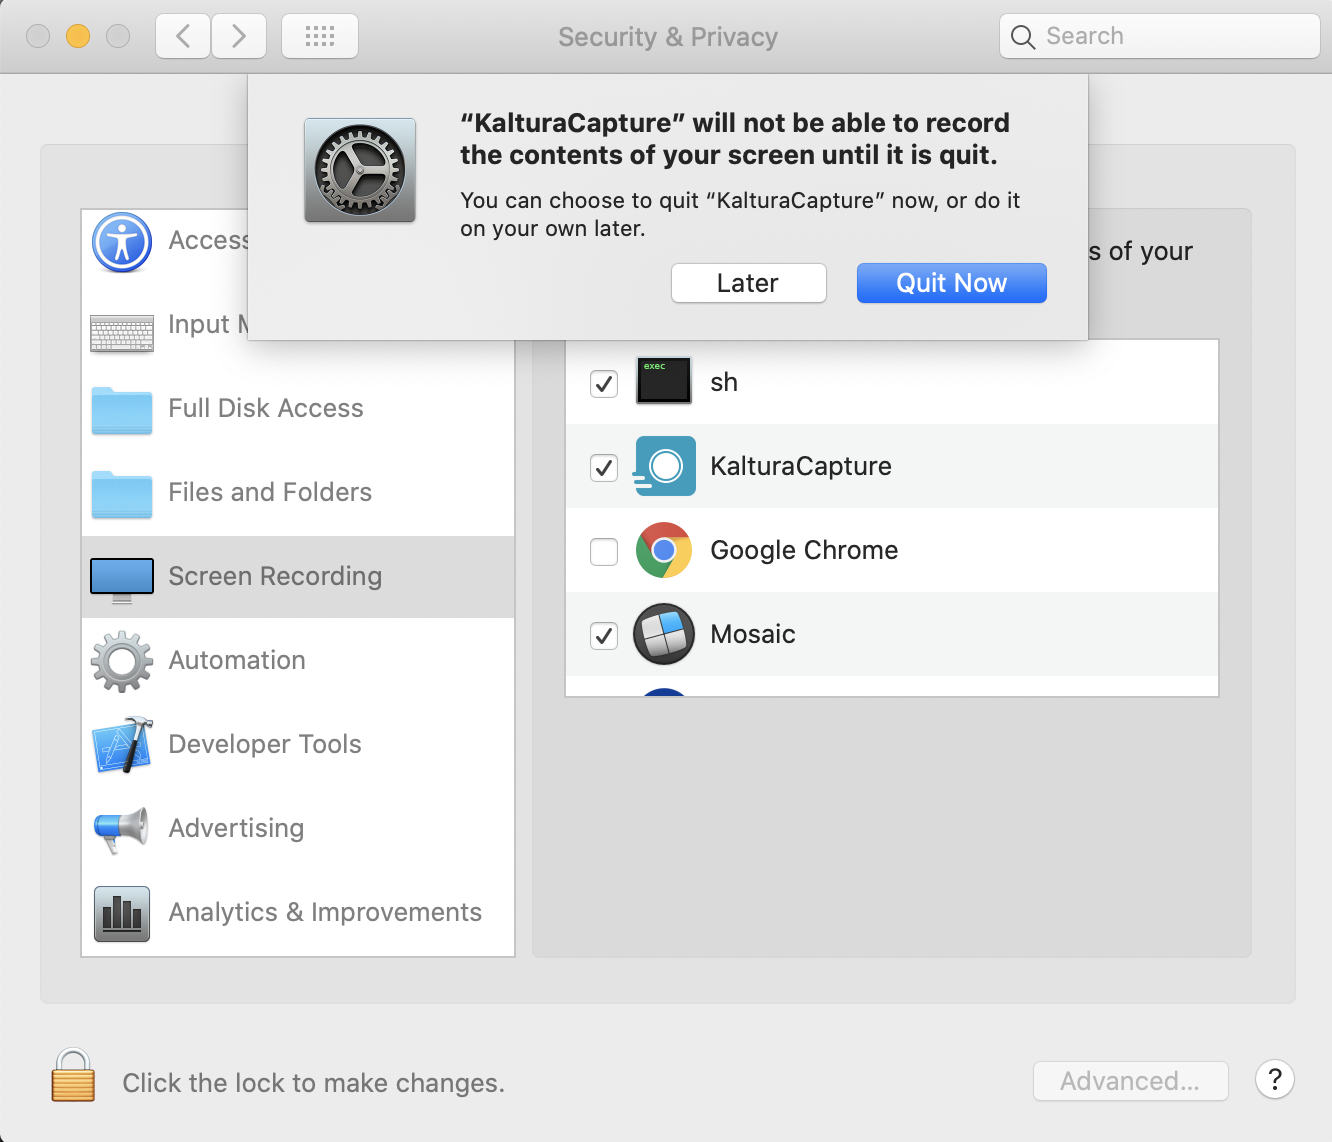 Security & Privacy
Search
“KalturaCapture” will not be able to record
the contents of your screen until it is quit.
You can choose to quit “KalturaCapture” now, or do it
on your own later.
Later
Quit Now
Access
Input M
Full Disk Access
Files and Folders
Screen Recording
Automation
Developer Tools
Advertising
Analytics & Improvements
s of your
exec
sh
KalturaCapture
Google Chrome
Mosaic
Click the lock to make changes.
Advanced...
?